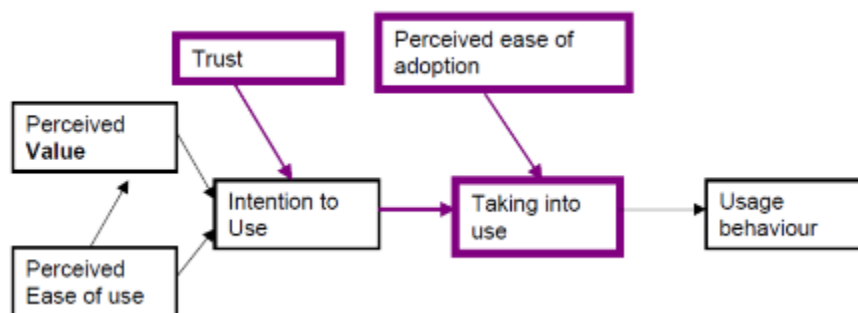 Trust
Perceived ease of
adoption
Perceived
Value
Intention to
Use
Taking into
use
Usage
behaviour
Perceived
Ease of use